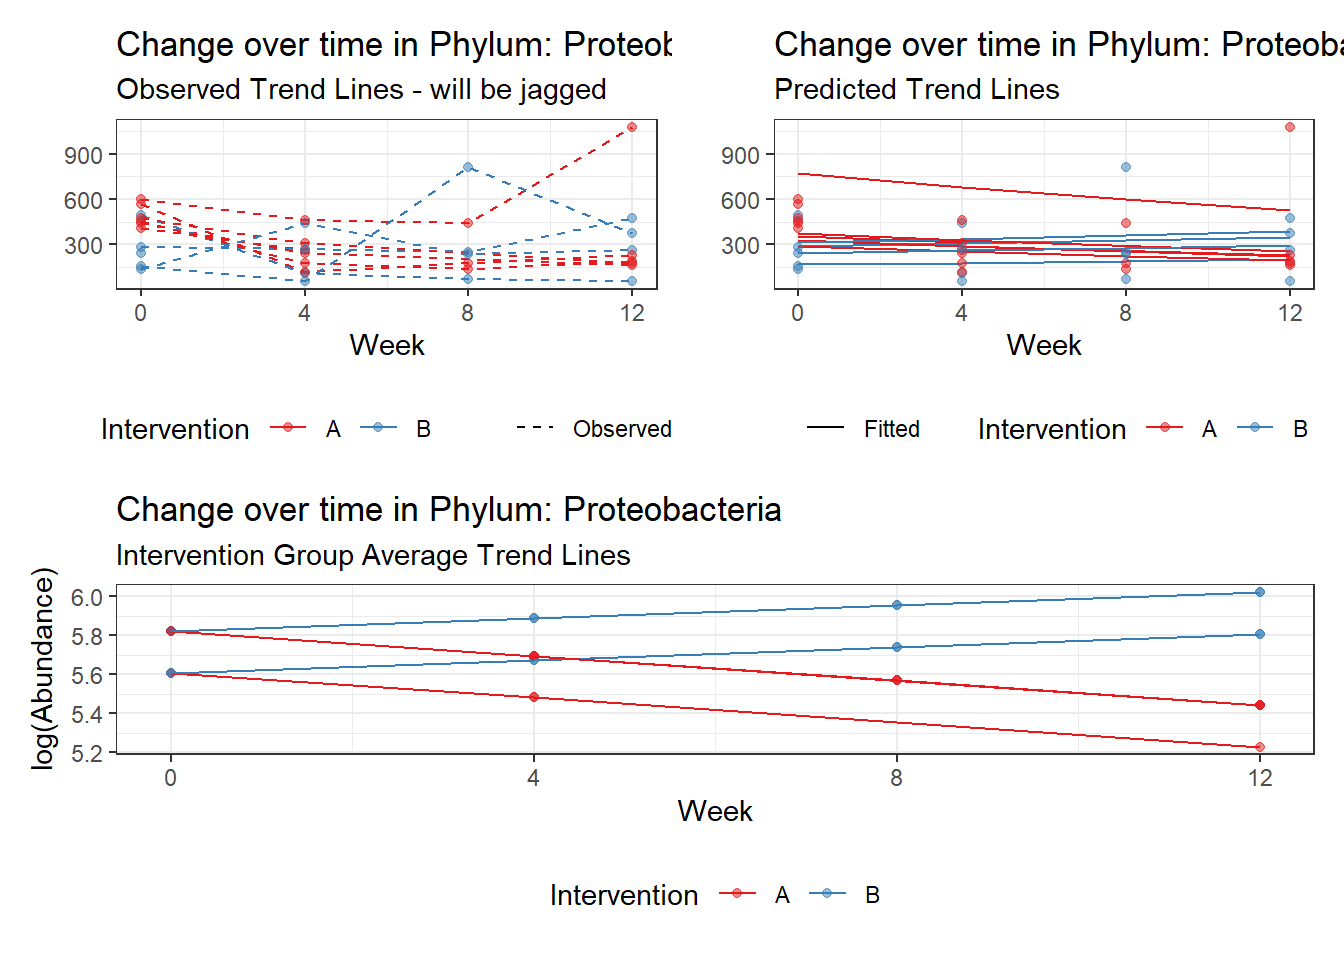 Change over time in Phylum: Proteob
Observed Trend Lines - will be jagged
900
600
300
0 4 8 12
Week
Intervention A B Observed
Change over time in Phylum: Proteoba
Predicted Trend Lines
900
600
300
0 4 8 12
Week
Fitted Intervention A B
Change over time in Phylum: Proteobacteria
Intervention Group Average Trend Lines
log(Abundance)
6.0
5.8
5.6
5.4
5.2
0 4 8 12
Week
Intervention A B